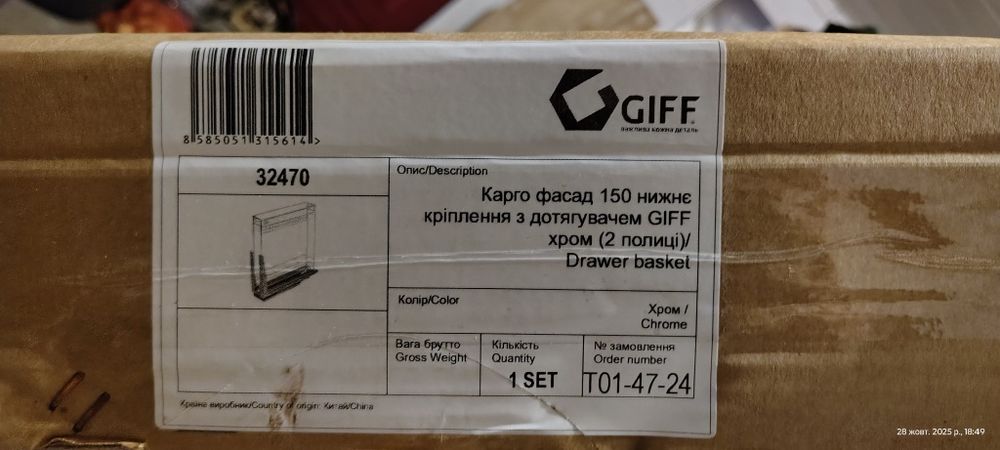 8 585051 315614 >
GIFF
важлива кожна деталь
32470
Опис/Description
Карго фасад 150 нижнє
кріплення з дотягувачем GIFF
хром (2 полиці)/
Drawer basket
Колір/Color
Хром /
Chrome
Вага брутто
Gross Weight
Кількість
Quantity
1 SET
№ замовлення
Order number
T01-47-24
Країна виробник/Country of origin: Китай/China
28 жовт. 2025 р., 18:49